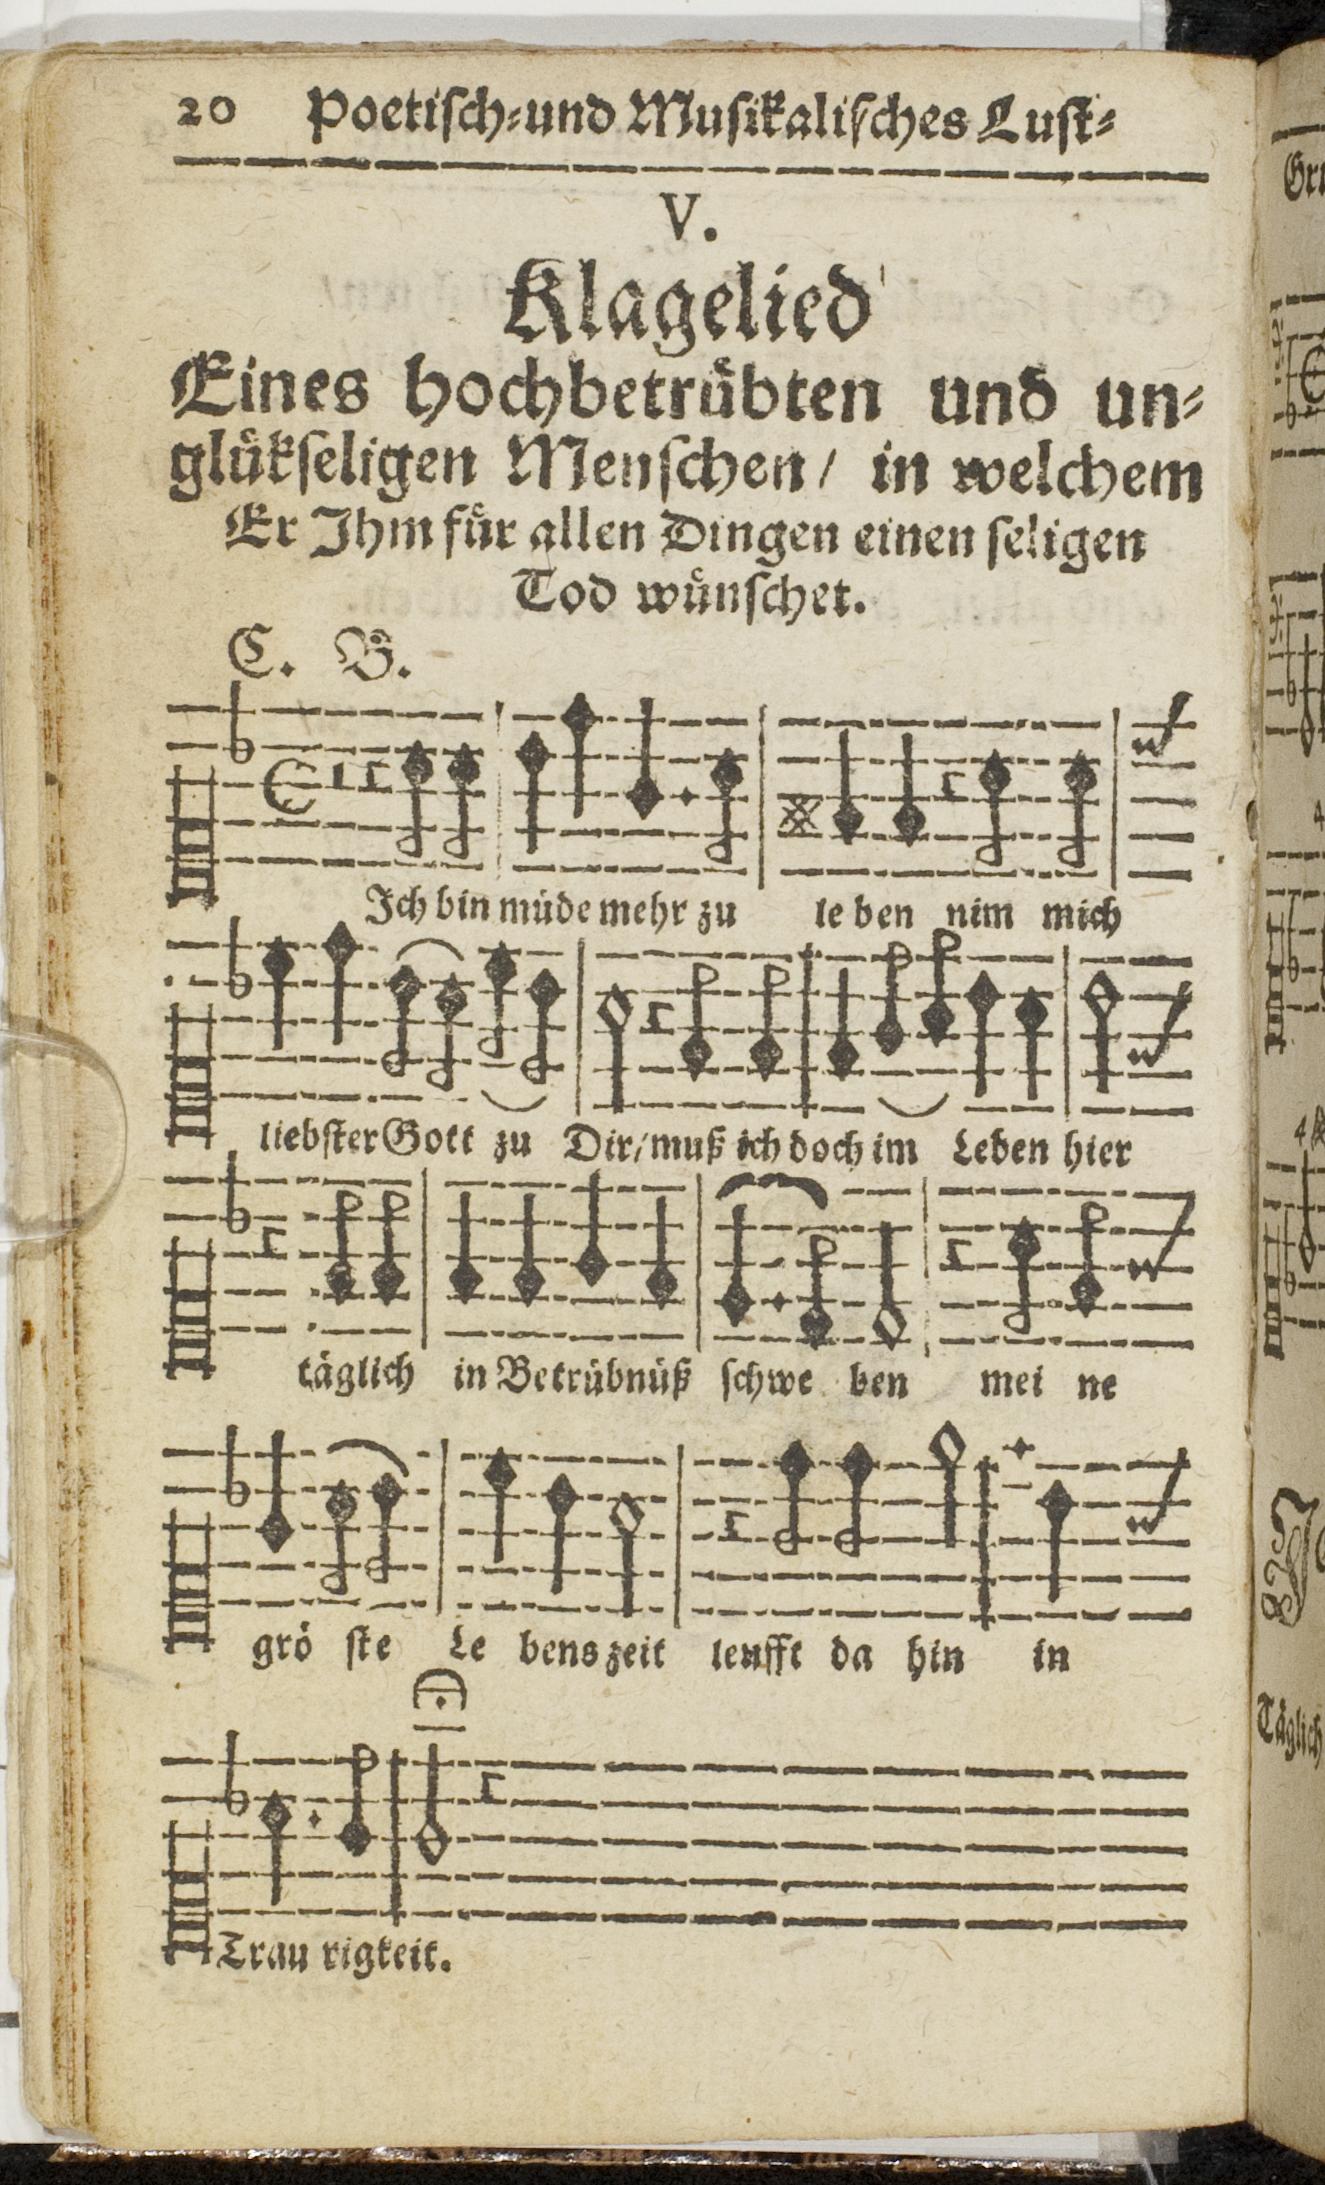 20 Poetisch-und Musikalisches Lust-
V.
Klagelied
Eines hochbetrübten und un-
glükseligen Menschen/ in welchem
Er Ihm für allen Dingen einen seligen
Tod wünschet.
C. G.
Ich bin müde mehr zu le ben nim mich
liebster Gott zu Dir/ muß ich doch im Leben hier
täglich in Betrübnüß schwe ben mei ne
grö ste Le bens zeit leufft da hin in
Trau rigkeit.
Täglich